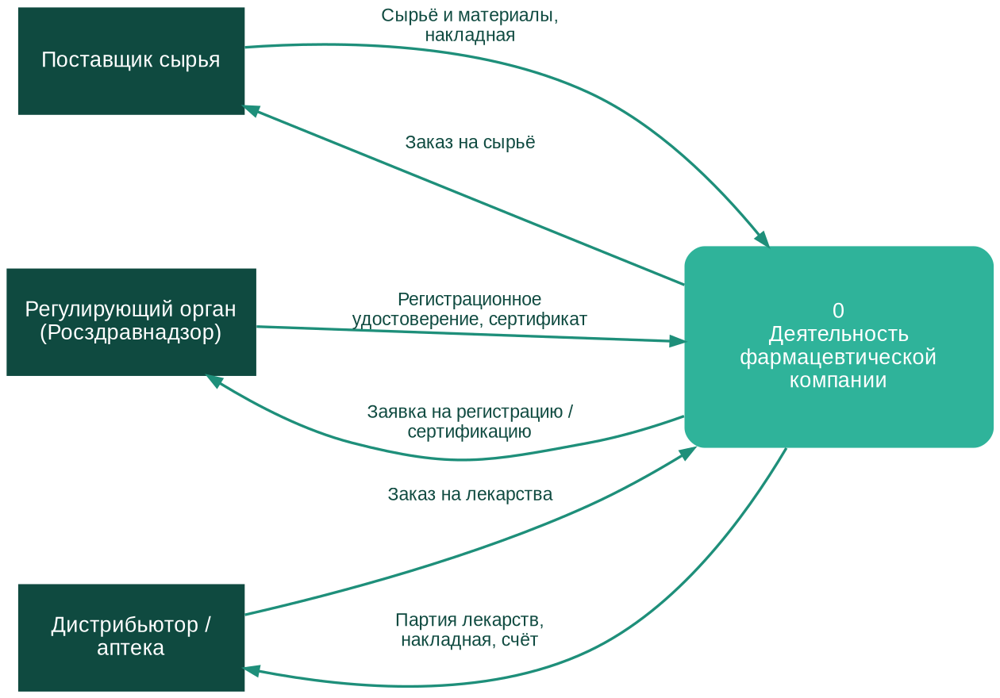 Поставщик сырья
Сырьё и материалы,
накладная
Заказ на сырьё
Регулирующий орган
(Росздравнадзор)
Регистрационное
удостоверение, сертификат
0
Деятельность
фармацевтической
компании
Заявка на регистрацию /
сертификацию
Заказ на лекарства
Дистрибьютор /
аптека
Партия лекарств,
накладная, счёт